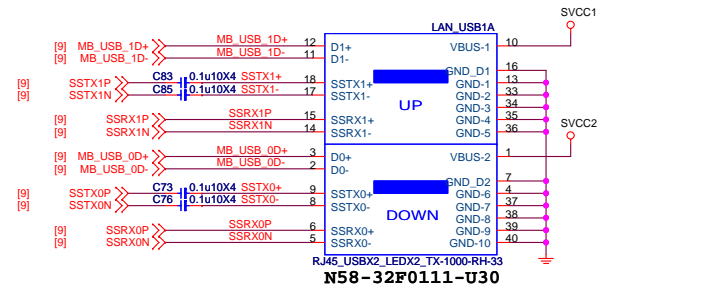 SVCC1
LAN_USB1A
[9] MB_USB_1D+ MB_USB_1D+ 12 D1+ VBUS-1 10
[9] MB_USB_1D- MB_USB_1D- 11 D1-
GND_D1 16
[9] SSTX1P C83 0.1u10X4 SSTX1+ 18 SSTX1+ GND-1 13
[9] SSTX1N C85 0.1u10X4 SSTX1- 17 SSTX1- GND-2 33
UP GND-3 34
[9] SSRX1P SSRX1P 15 SSRX1+ GND-4 35
[9] SSRX1N SSRX1N 14 SSRX1- GND-5 36
SVCC2
[9] MB_USB_0D+ MB_USB_0D+ 3 D0+ VBUS-2 1
[9] MB_USB_0D- MB_USB_0D- 2 D0-
GND_D2 7
[9] SSTX0P C73 0.1u10X4 SSTX0+ 9 SSTX0+ GND-6 4
[9] SSTX0N C76 0.1u10X4 SSTX0- 8 SSTX0- GND-7 37
DOWN GND-8 38
[9] SSRX0P SSRX0P 6 SSRX0+ GND-9 39
[9] SSRX0N SSRX0N 5 SSRX0- GND-10 40
RJ45_USBX2_LEDX2_TX-1000-RH-33
N58-32F0111-U30